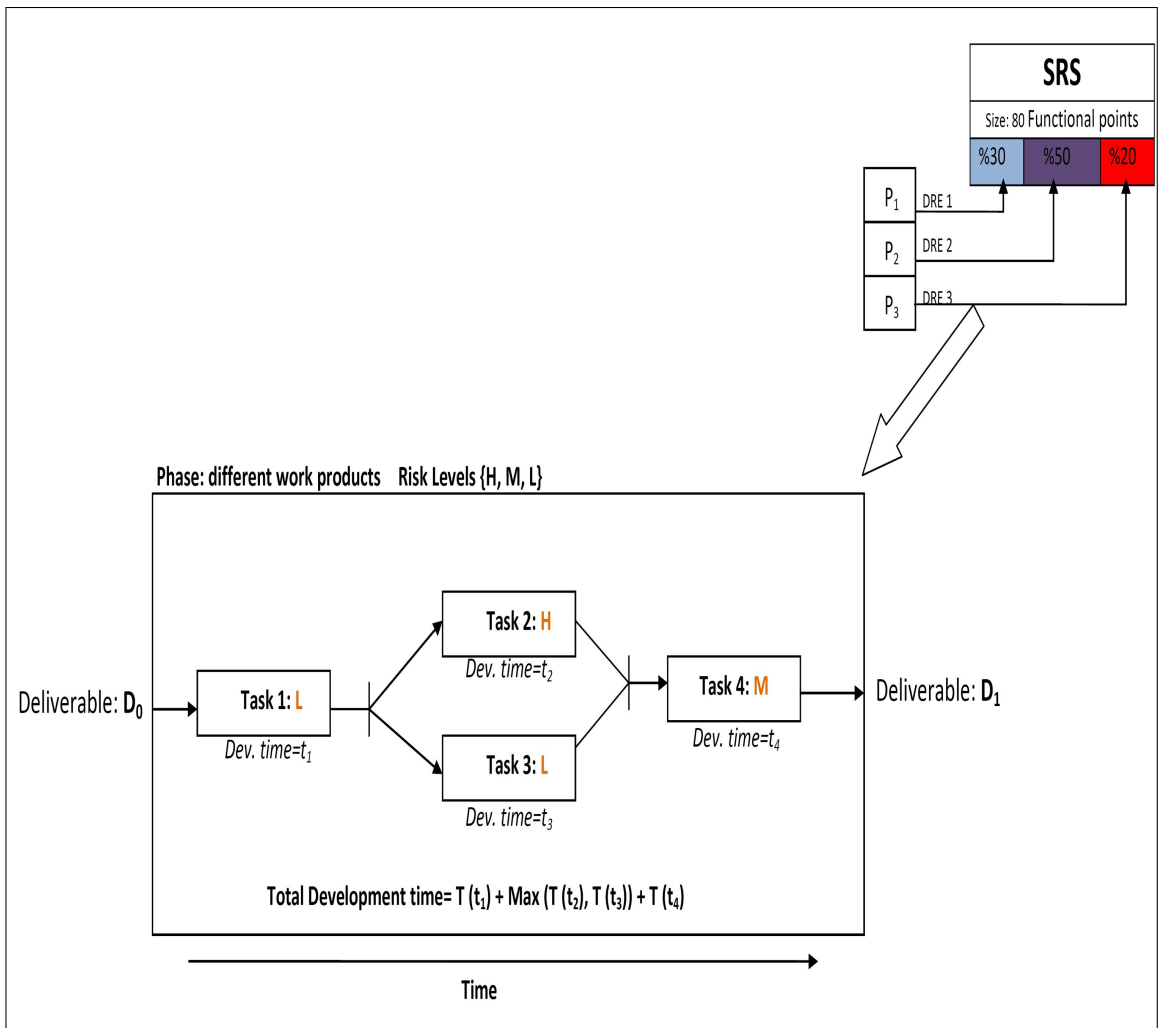 SRS
Size: 80 Functional points
%30 %50 %20
P₁ DRE 1
P₂ DRE 2
P₃ DRE 3
Phase: different work products Risk Levels {H, M, L}
Task 2: H
Dev. time=t₂
Deliverable: D₀
Task 1: L
Dev. time=t₁
Task 4: M
Dev. time=t₄
Deliverable: D₁
Task 3: L
Dev. time=t₃
Total Development time= T (t₁) + Max (T (t₂), T (t₃)) + T (t₄)
Time